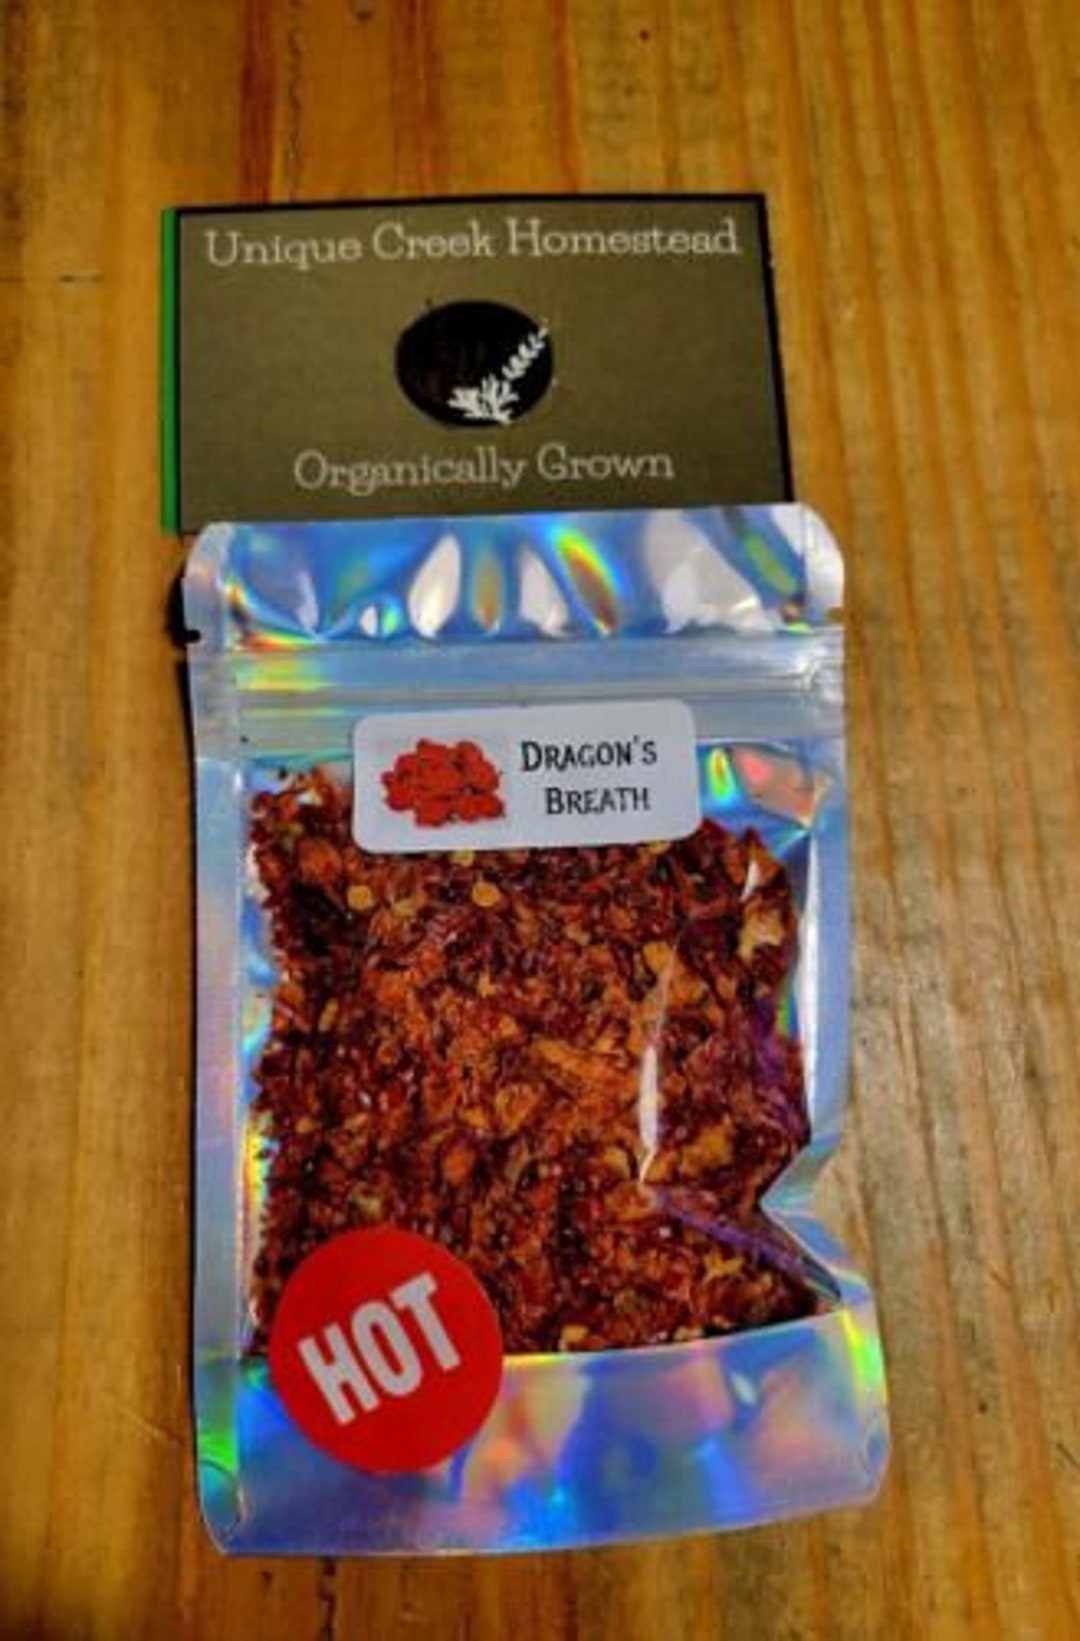 Unique Creek Homestead
Organically Grown
DRAGON'S
BREATH
HOT